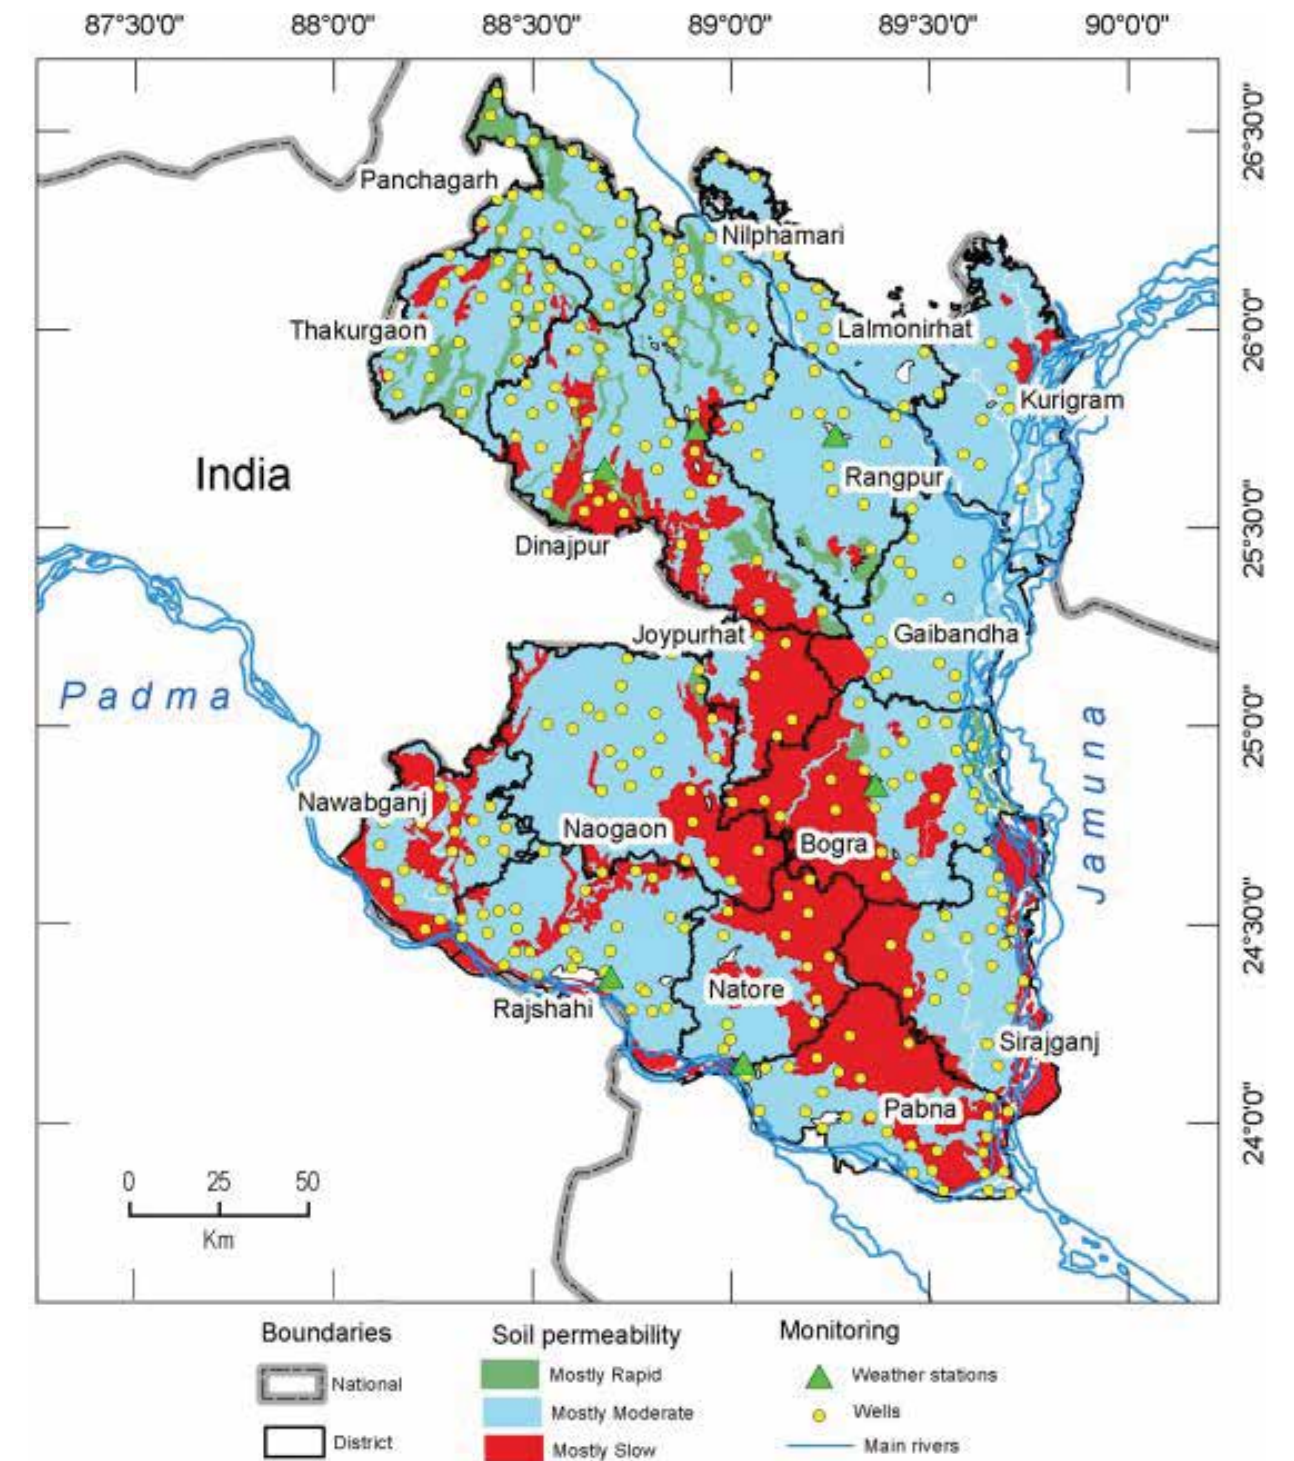 87°30'0" 88°0'0" 88°30'0" 89°0'0" 89°30'0" 90°0'0"
26°30'0"
Panchagarh
Nilphamari
Thakurgaon
Lalmonirhat
26°0'0"
Kurigram
India
Rangpur
Dinajpur
25°30'0"
Joypurhat
Gaibandha
Padma
25°0'0"
Jamuna
Nawabganj
Naogaon
Bogra
24°30'0"
Natore
Rajshahi
Sirajganj
Pabna
24°0'0"
0 25 50
Km
Boundaries
National
District
Soil permeability
Mostly Rapid
Mostly Moderate
Mostly Slow
Monitoring
Weather stations
Wells
Main rivers